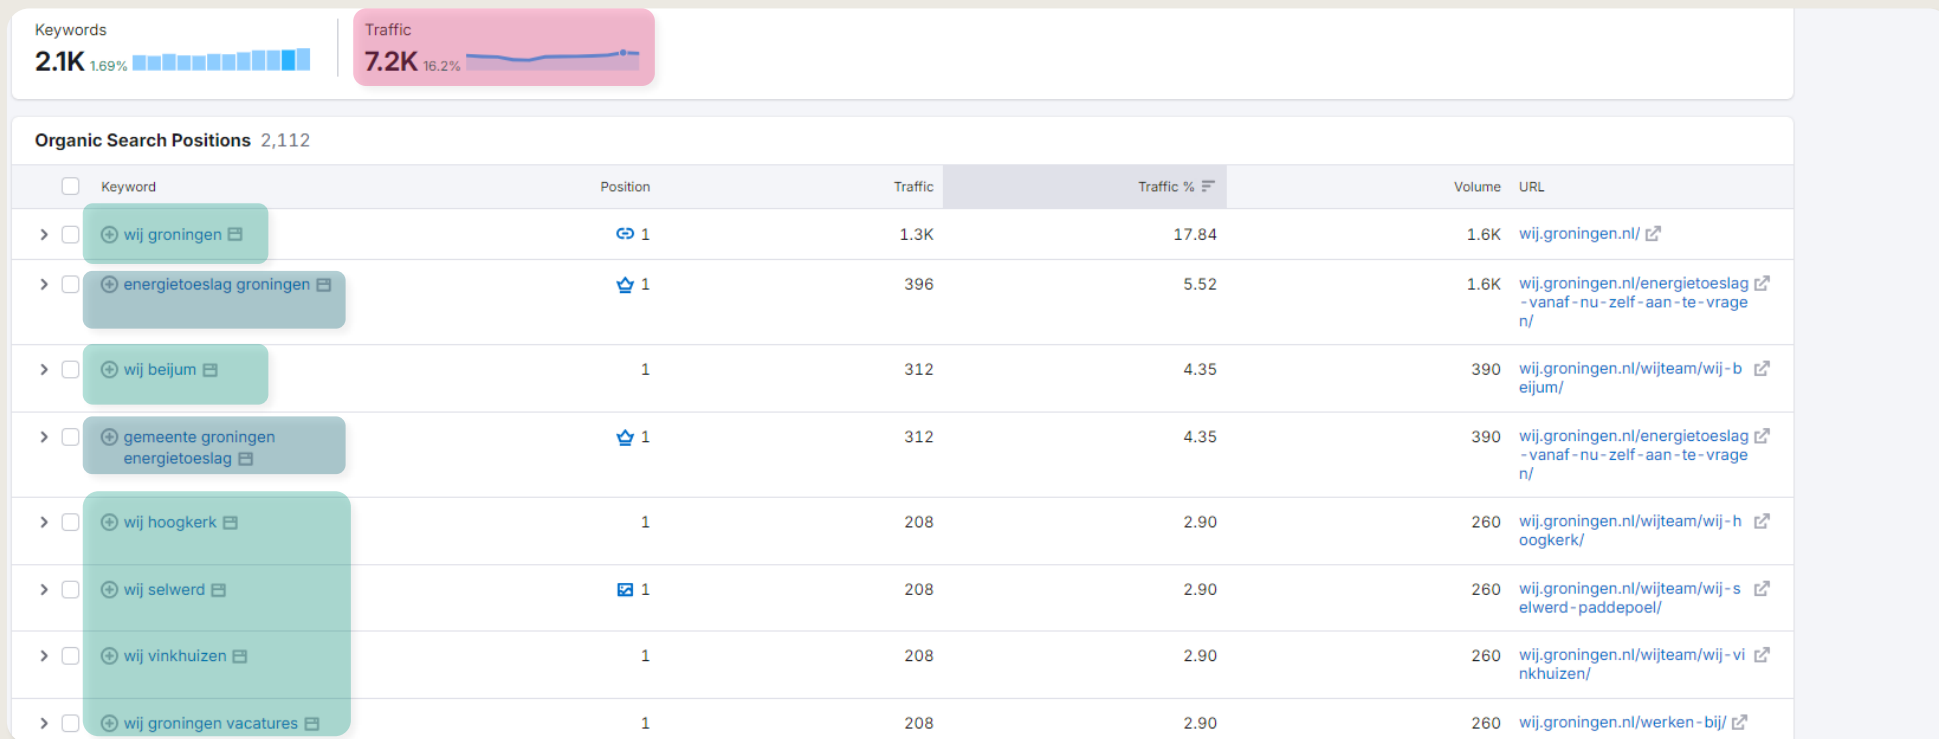 Keywords
2.1K 1.69%
Traffic
7.2K 16.2%
Organic Search Positions 2,112
Keyword Position Traffic Traffic % Volume URL
wij groningen 1 1.3K 17.84 1.6K wij.groningen.nl/
energietoeslag groningen 1 396 5.52 1.6K wij.groningen.nl/energietoeslag
-vanaf-nu-zelf-aan-te-vrage
n/
wij beijum 1 312 4.35 390 wij.groningen.nl/wijteam/wij-b
eijum/
gemeente groningen 1 312 4.35 390 wij.groningen.nl/energietoeslag
energietoeslag -vanaf-nu-zelf-aan-te-vrage
n/
wij hoogkerk 1 208 2.90 260 wij.groningen.nl/wijteam/wij-h
oogkerk/
wij selwerd 1 208 2.90 260 wij.groningen.nl/wijteam/wij-s
elwerd-paddepoel/
wij vinkhuizen 1 208 2.90 260 wij.groningen.nl/wijteam/wij-vi
nkhuizen/
wij groningen vacatures 1 208 2.90 260 wij.groningen.nl/werken-bij/